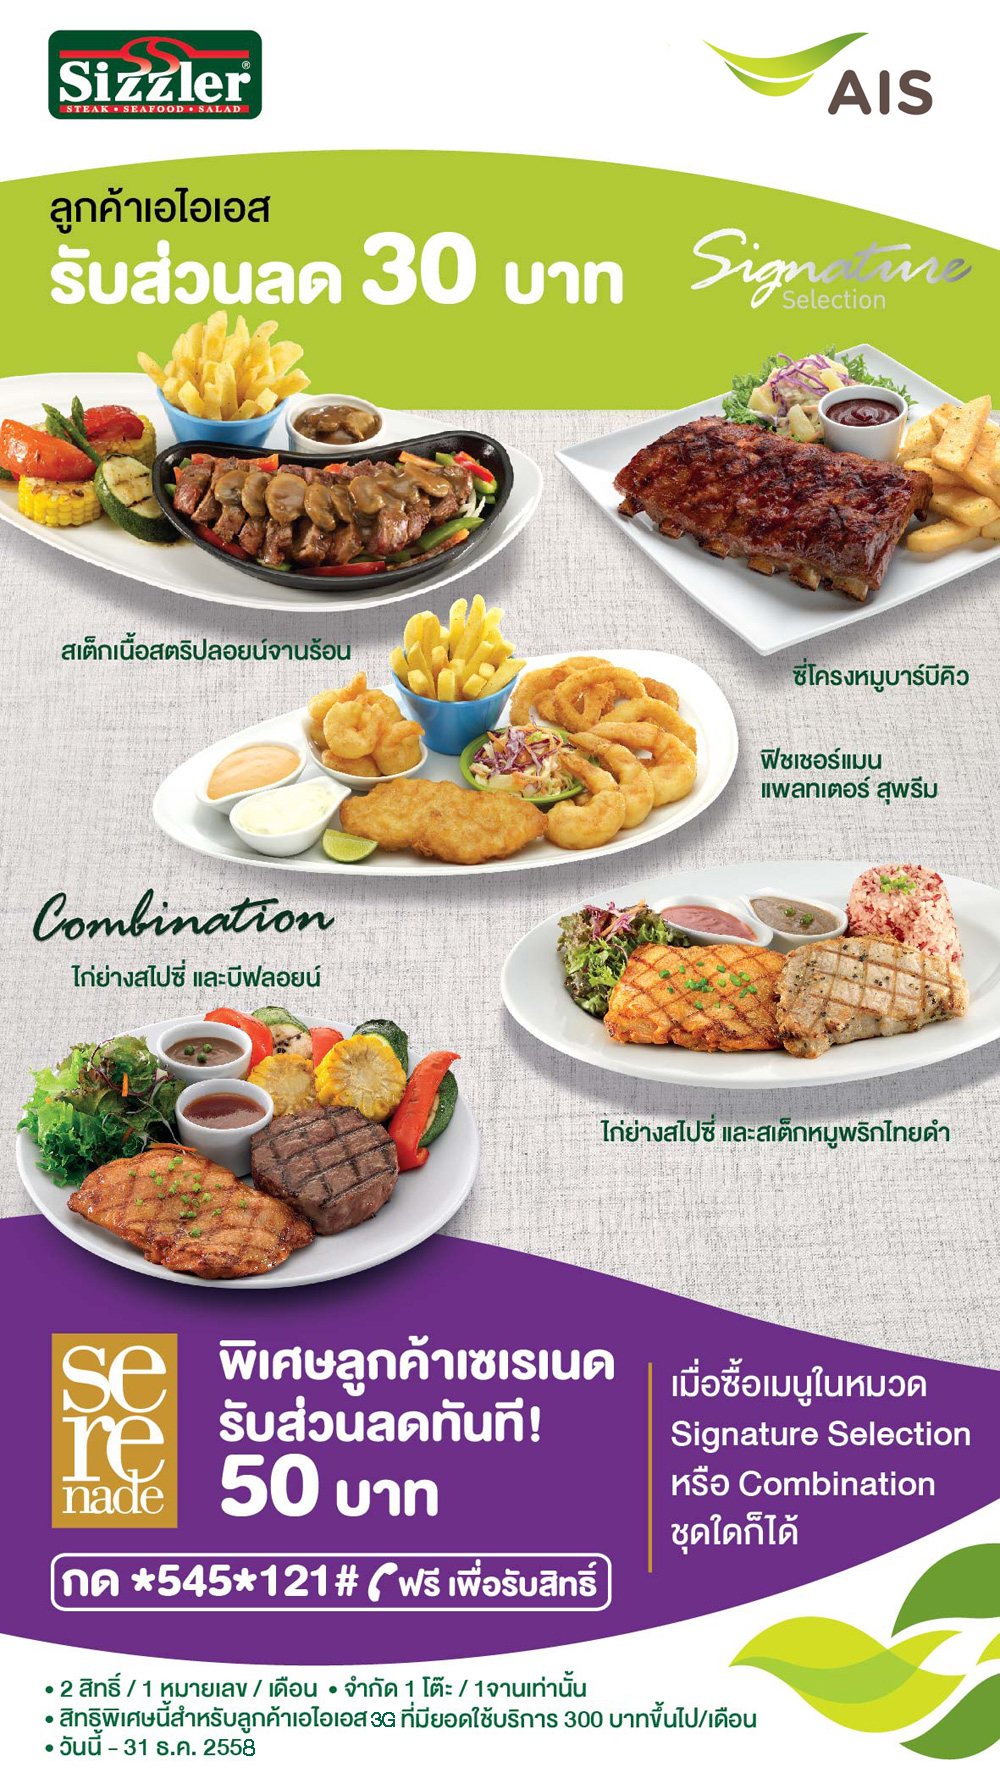 Sizzler®
STEAK • SEAFOOD • SALAD
AIS
ลูกค้าเอไอเอส
รับส่วนลด 30 บาท
Signature
Selection
สเต็กเนื้อสตริปลอยน์จานร้อน
ซี่โครงหมูบาร์บีคิว
ฟิชเชอร์แมน
แพลทเตอร์ สุพรีม
Combination
ไก่ย่างสไปซี่ และบีฟลอยน์
ไก่ย่างสไปซี่ และสเต็กหมูพริกไทยดำ
se
re
nade
พิเศษลูกค้าเซเรเนด
รับส่วนลดทันที!
50 บาท
เมื่อซื้อเมนูในหมวด
Signature Selection
หรือ Combination
ชุดใดก็ได้
กด *545*121# ฟรี เพื่อรับสิทธิ์
• 2 สิทธิ์ / 1 หมายเลข / เดือน • จำกัด 1 โต๊ะ / 1จานเท่านั้น
• สิทธิพิเศษนี้สำหรับลูกค้าเอไอเอส 3G ที่มียอดใช้บริการ 300 บาทขึ้นไป/เดือน
• วันนี้ - 31 ธ.ค. 2558